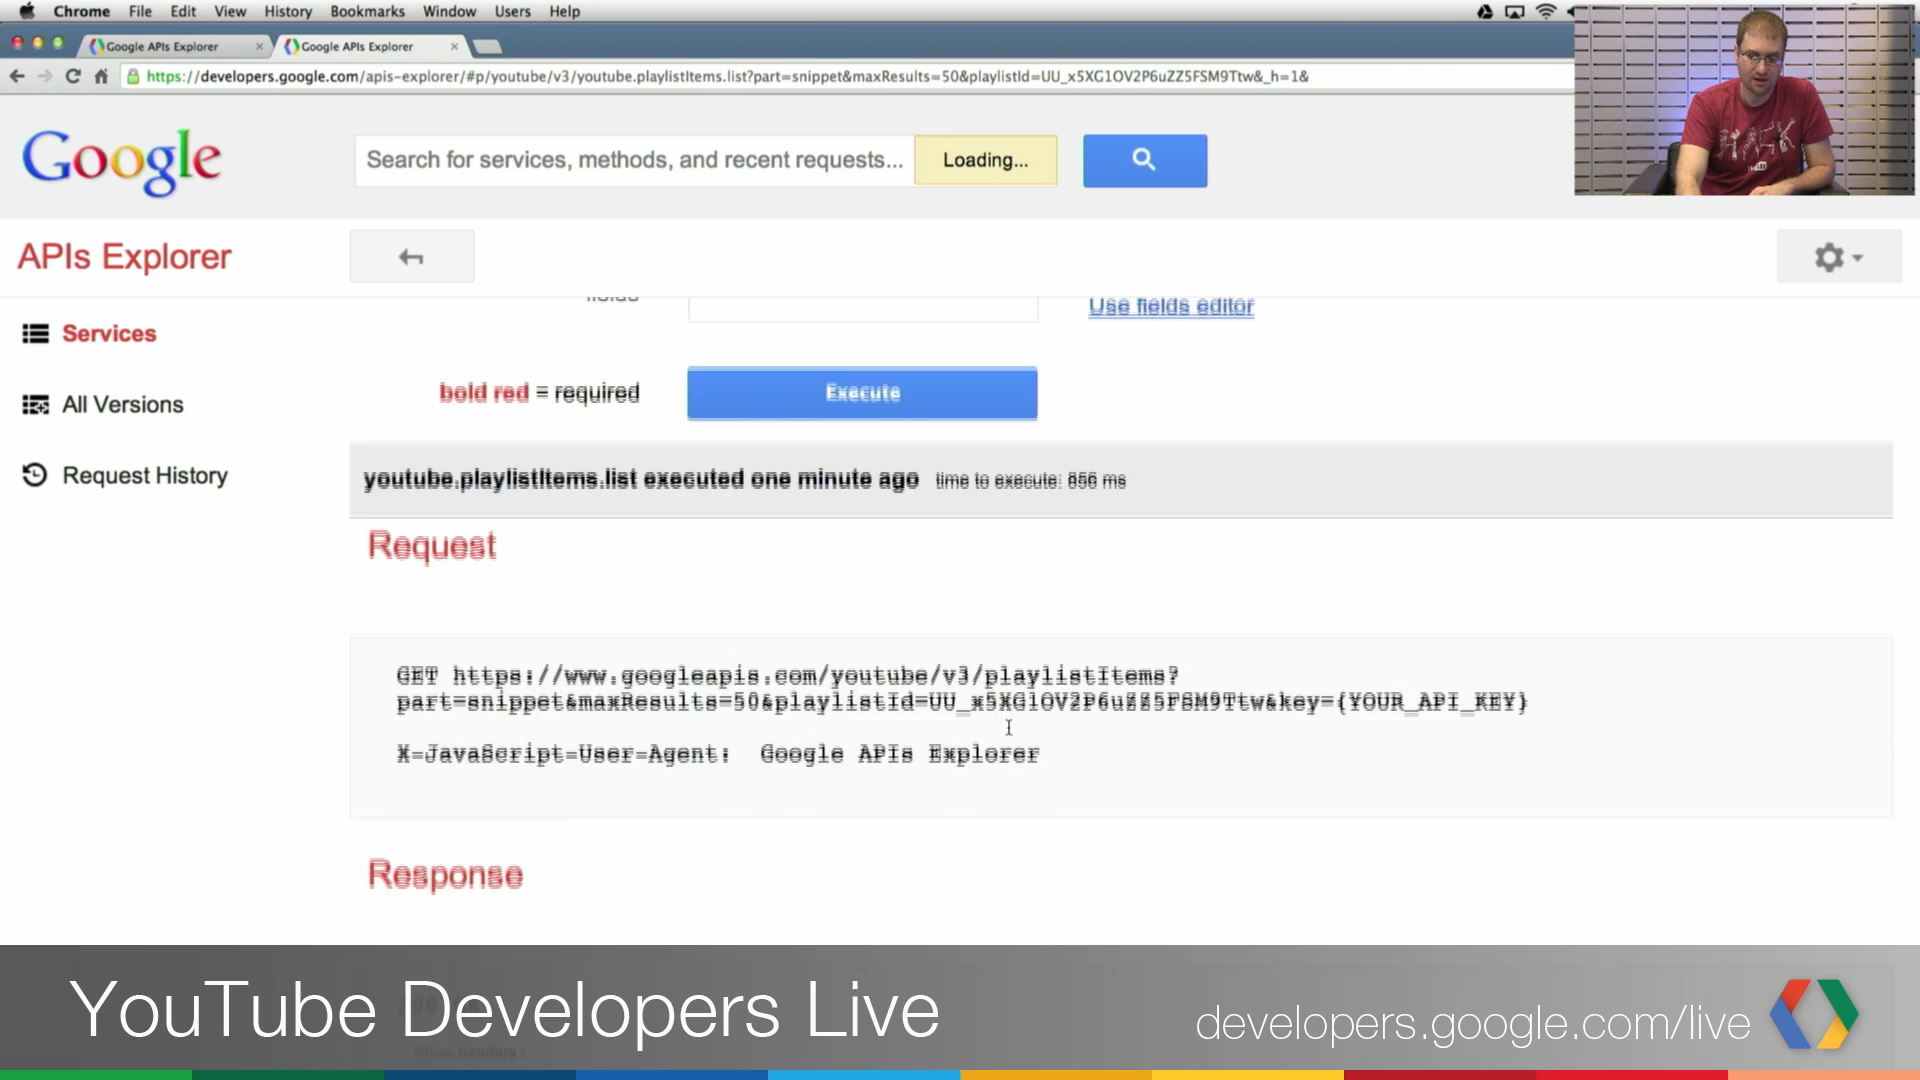 Chrome File Edit View History Bookmarks Window Users Help
Google APIs Explorer Google APIs Explorer
https://developers.google.com/apis-explorer/#p/youtube/v3/youtube.playlistItems.list?part=snippet&maxResults=50&playlistId=UU_x5XG1OV2P6uZZ5FSM9Ttw&_h=1&
Google
Search for services, methods, and recent requests...
Loading...
APIs Explorer
fields
Use fields editor
Services
bold red = required
Execute
All Versions
Request History
youtube.playlistItems.list executed one minute ago time to execute: 856 ms
Request
GET https://www.googleapis.com/youtube/v3/playlistItems?
part=snippet&maxResults=50&playlistId=UU_x5XG1OV2P6uZZ5FSM9Ttw&key={YOUR_API_KEY}
X-JavaScript-User-Agent: Google APIs Explorer
Response
YouTube Developers Live
developers.google.com/live
Show headers